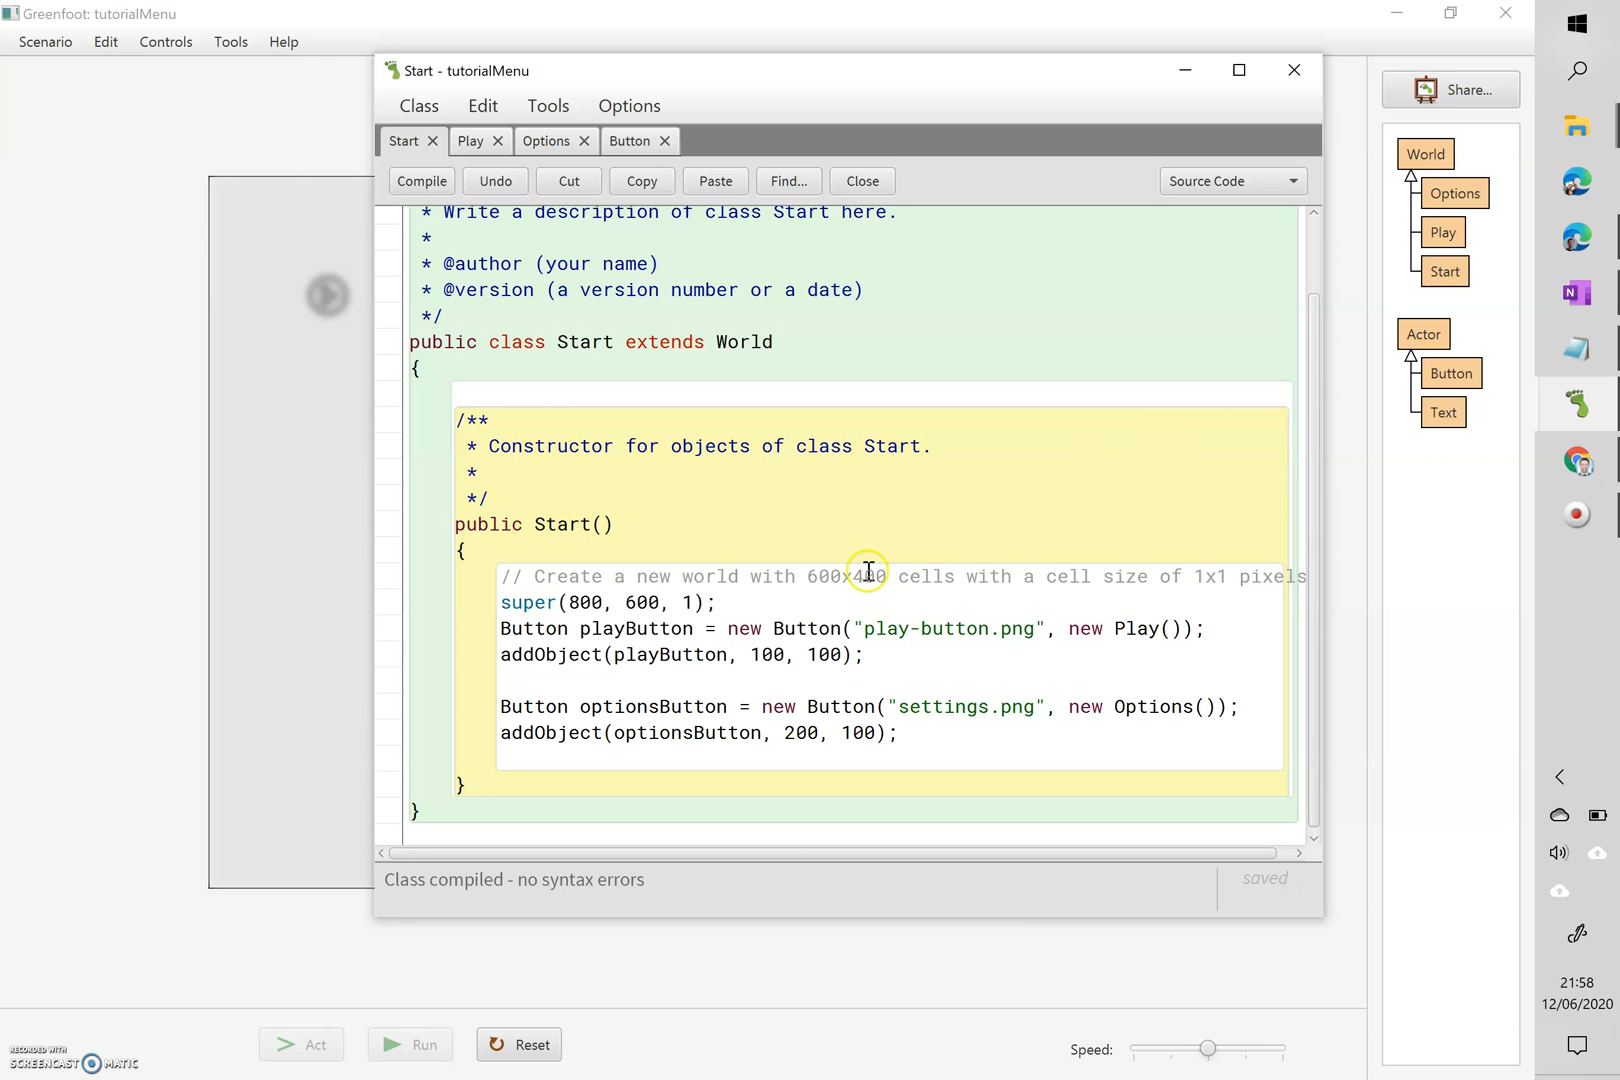 Greenfoot: tutorialMenu
Scenario Edit Controls Tools Help
Start - tutorialMenu
Class Edit Tools Options
Start Play Options Button
Compile Undo Cut Copy Paste Find... Close Source Code
* Write a description of class Start here.
*
* @author (your name)
* @version (a version number or a date)
*/
public class Start extends World
{
/**
* Constructor for objects of class Start.
*
*/
public Start()
{
// Create a new world with 600x400 cells with a cell size of 1x1 pixels
super(800, 600, 1);
Button playButton = new Button("play-button.png", new Play());
addObject(playButton, 100, 100);
Button optionsButton = new Button("settings.png", new Options());
addObject(optionsButton, 200, 100);
}
}
Class compiled - no syntax errors
saved
Share...
World
Options
Play
Start
Actor
Button
Text
Act Run Reset
Speed:
N
21:58
12/06/2020
RECORDED WITH
SCREENCAST MATIC